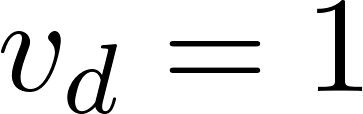 $v_d = 1$